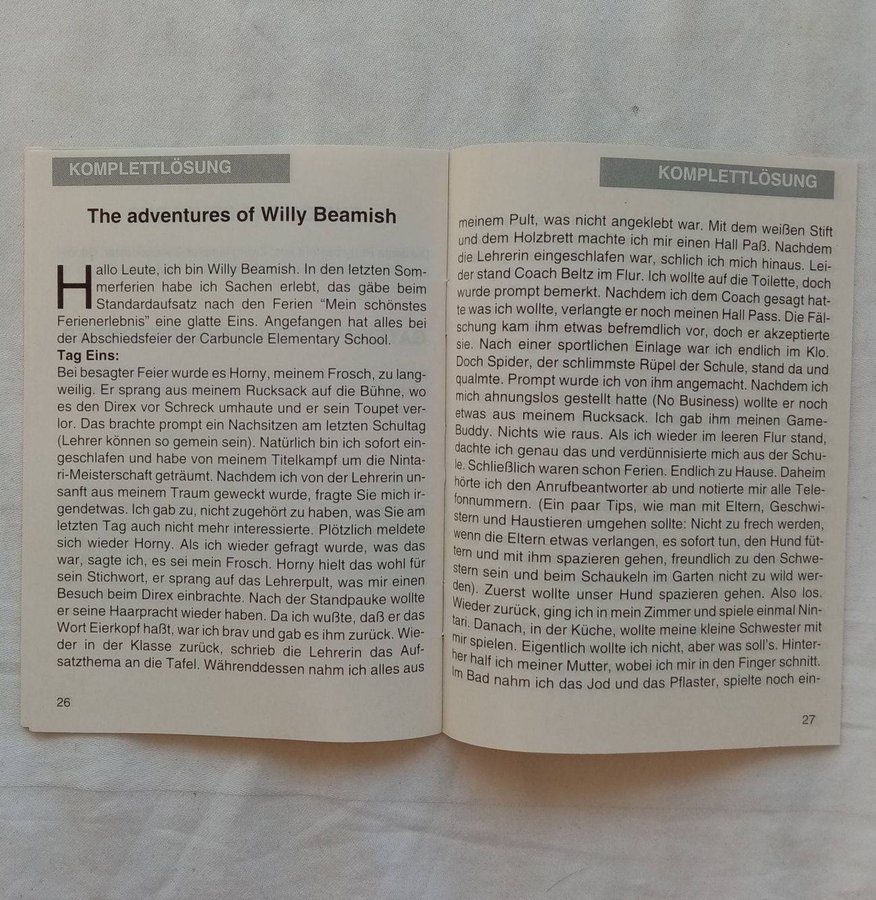 KOMPLETTLÖSUNG
The adventures of Willy Beamish
Hallo Leute, ich bin Willy Beamish. In den letzten Som-
merferien habe ich Sachen erlebt, das gäbe beim
Standardaufsatz nach den Ferien "Mein schönstes
Ferienerlebnis" eine glatte Eins. Angefangen hat alles bei
der Abschiedsfeier der Carbuncle Elementary School.
Tag Eins:
Bei besagter Feier wurde es Horny, meinem Frosch, zu lang-
weilig. Er sprang aus meinem Rucksack auf die Bühne, wo
es den Direx vor Schreck umhaute und er sein Toupet ver-
lor. Das brachte prompt ein Nachsitzen am letzten Schultag
(Lehrer können so gemein sein). Natürlich bin ich sofort ein-
geschlafen und habe von meinem Titelkampf um die Ninta-
ri-Meisterschaft geträumt. Nachdem ich von der Lehrerin un-
sanft aus meinem Traum geweckt wurde, fragte Sie mich ir-
gendetwas. Ich gab zu, nicht zugehört zu haben, was Sie am
letzten Tag auch nicht mehr interessierte. Plötzlich meldete
sich wieder Horny. Als ich wieder gefragt wurde, was das
war, sagte ich, es sei mein Frosch. Horny hielt das wohl für
sein Stichwort, er sprang auf das Lehrerpult, was mir einen
Besuch beim Direx einbrachte. Nach der Standpauke wollte
er seine Haarpracht wieder haben. Da ich wußte, daß er das
Wort Eierkopf haßt, war ich brav und gab es ihm zurück. Wie-
der in der Klasse zurück, schrieb die Lehrerin das Auf-
satzthema an die Tafel. Währenddessen nahm ich alles aus
26
KOMPLETTLÖSUNG
meinem Pult, was nicht angeklebt war. Mit dem weißen Stift
und dem Holzbrett machte ich mir einen Hall Paß. Nachdem
die Lehrerin eingeschlafen war, schlich ich mich hinaus. Lei-
der stand Coach Beltz im Flur. Ich wollte auf die Toilette, doch
wurde prompt bemerkt. Nachdem ich dem Coach gesagt hat-
te was ich wollte, verlangte er noch meinen Hall Pass. Die Fäl-
schung kam ihm etwas befremdlich vor, doch er akzeptierte
sie. Nach einer sportlichen Einlage war ich endlich im Klo.
Doch Spider, der schlimmste Rüpel der Schule, stand da und
qualmte. Prompt wurde ich von ihm angemacht. Nachdem ich
mich ahnungslos gestellt hatte (No Business) wollte er noch
etwas aus meinem Rucksack. Ich gab ihm meinen Game-
Buddy. Nichts wie raus. Als ich wieder im leeren Flur stand,
dachte ich genau das und verdünnisierte mich aus der Schu-
le. Schließlich waren schon Ferien. Endlich zu Hause. Daheim
hörte ich den Anrufbeantworter ab und notierte mir alle Tele-
fonnummern. (Ein paar Tips, wie man mit Eltern, Geschwi-
stern und Haustieren umgehen sollte: Nicht zu frech werden,
wenn die Eltern etwas verlangen, es sofort tun, den Hund füt-
tern und mit ihm spazieren gehen, freundlich zu den Schwe-
stern sein und beim Schaukeln im Garten nicht zu wild wer-
den). Zuerst wollte unser Hund spazieren gehen. Also los.
Wieder zurück, ging ich in mein Zimmer und spiele einmal Nin-
tari. Danach, in der Küche, wollte meine kleine Schwester mit
mir spielen. Eigentlich wollte ich nicht, aber was soll's. Hinter-
her half ich meiner Mutter, wobei ich mir in den Finger schnitt.
Im Bad nahm ich das Jod und das Pflaster, spielte noch ein-
27